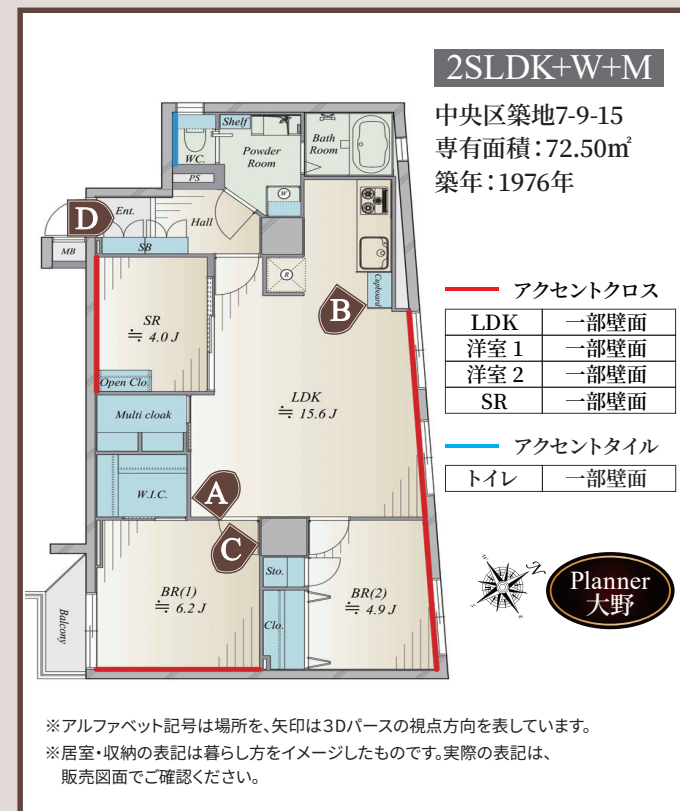 2SLDK+W+M
中央区築地7-9-15
専有面積：72.50㎡
築年：1976年
Shelf
WC.
Powder Room
Bath Room
PS
W
Ent.
Hall
D
MB
SB
R
Cupboard
B
SR
≒ 4.0 J
Open Clo.
LDK
≒ 15.6 J
Multi cloak
W.I.C.
A
C
BR(1)
≒ 6.2 J
Sto.
Clo.
BR(2)
≒ 4.9 J
Balcony
アクセントクロス
LDK 一部壁面
洋室 1 一部壁面
洋室 2 一部壁面
SR 一部壁面
アクセントタイル
トイレ 一部壁面
W
N
S
E
Planner
大野
※アルファベット記号は場所を、矢印は3Dパースの視点方向を表しています。
※居室・収納の表記は暮らし方をイメージしたものです。実際の表記は、
販売図面でご確認ください。